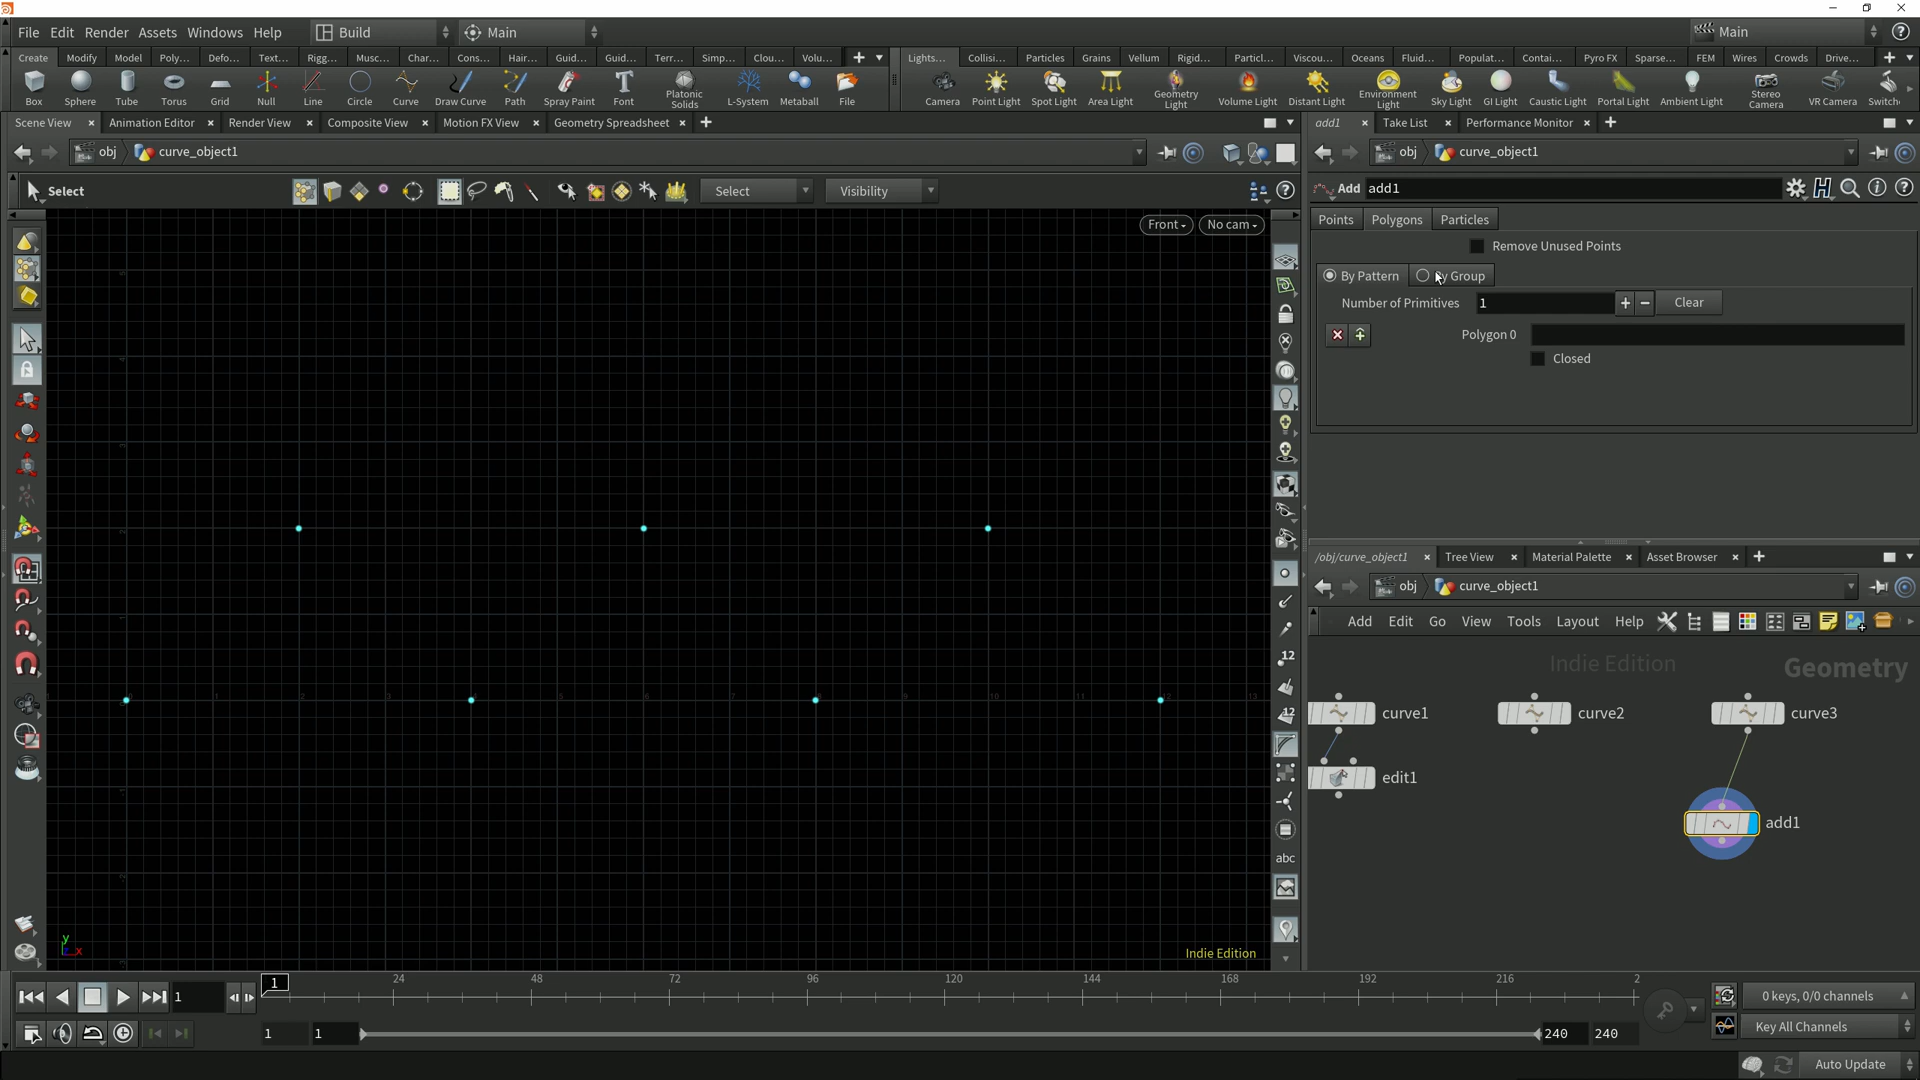 File Edit Render Assets Windows Help Build Main Main
Create Modify Model Poly... Defo... Text... Rigg... Musc... Char... Cons... Hair... Guid... Guid... Terr... Simp... Clou... Volu... Lights... Collisi... Particles Grains Vellum Rigid... Particl... Viscou... Oceans Fluid... Populat... Contai... Pyro FX Sparse... FEM Wires Crowds Drive...
Box Sphere Tube Torus Grid Null Line Circle Curve Draw Curve Path Spray Paint Font Platonic Solids L-System Metaball File Camera Point Light Spot Light Area Light Geometry Light Volume Light Distant Light Environment Light Sky Light GI Light Caustic Light Portal Light Ambient Light Stereo Camera VR Camera Switch
Scene View Animation Editor Render View Composite View Motion FX View Geometry Spreadsheet add1 Take List Performance Monitor
obj curve_object1 obj curve_object1
Select Select Visibility Add add1
Points Polygons Particles
Front No cam
Remove Unused Points
By Pattern Group
Number of Primitives 1 Clear
Polygon 0
Closed
/obj/curve_object1 Tree View Material Palette Asset Browser
obj curve_object1
Add Edit Go View Tools Layout Help
Indie Edition Geometry
12
curve1 curve2 curve3
12
edit1
add1
abc
y
x
Indie Edition
1 24 48 72 96 120 144 168 192 216 2
1 0 keys, 0/0 channels
1 1 240 240 Key All Channels
Auto Update